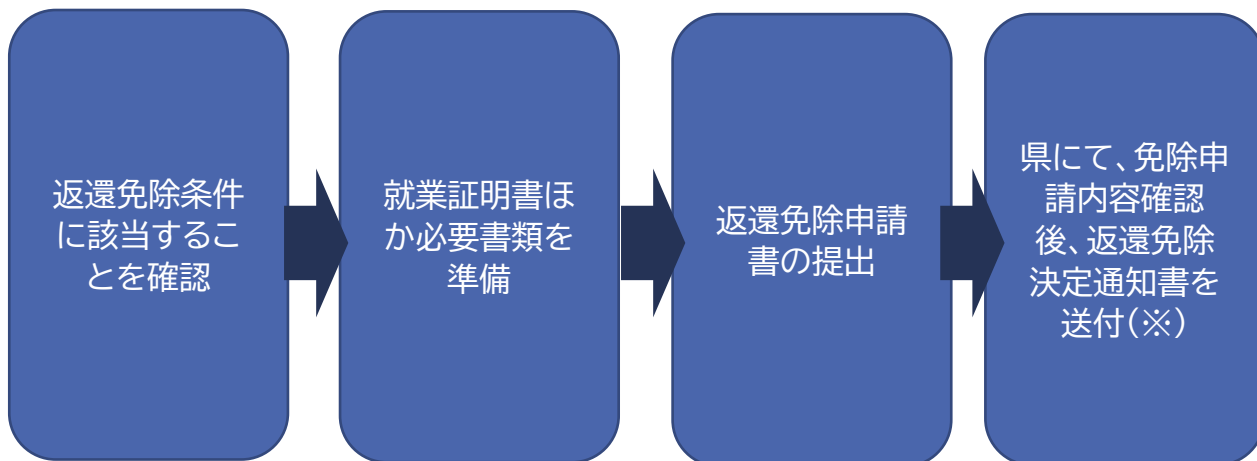 返還免除条件
に該当するこ
とを確認
就業証明書ほ
か必要書類を
準備
返還免除申請
書の提出
県にて、免除申
請内容確認
後、返還免除
決定通知書を
送付(※)